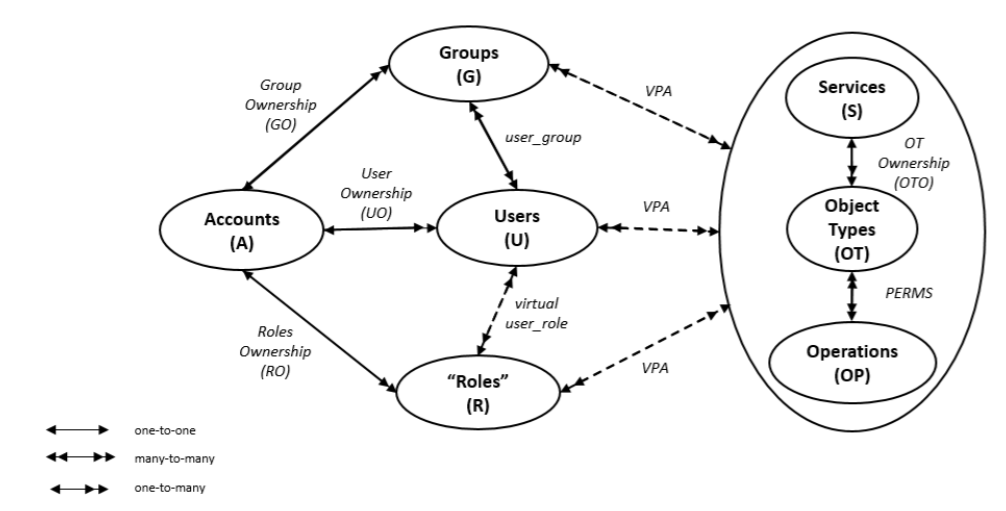 Groups
(G)
Group
Ownership
(GO)
VPA
user_group
Services
(S)
OT
Ownership
(OTO)
User
Ownership
(UO)
Accounts
(A)
Users
(U)
VPA
Object
Types
(OT)
virtual
user_role
PERMS
Roles
Ownership
(RO)
"Roles"
(R)
VPA
Operations
(OP)
one-to-one
many-to-many
one-to-many